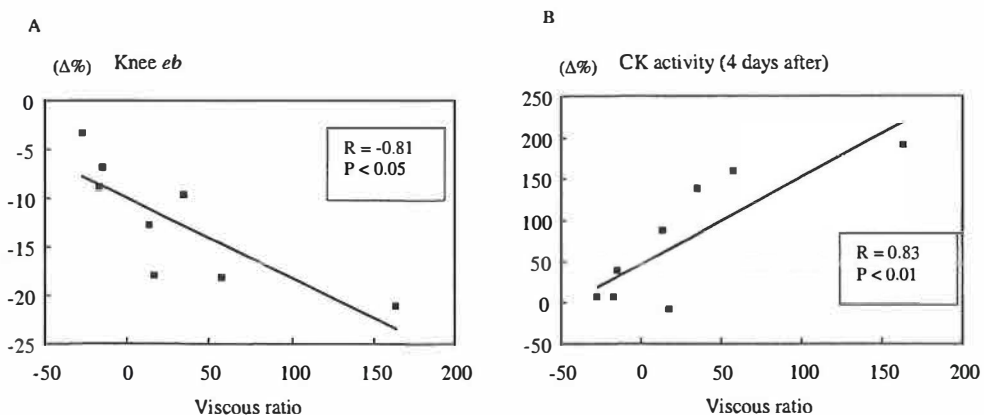 A
(Δ%) Knee eb
0
-5
-10
-15
-20
-25
-50 0 50 100 150 200
Viscous ratio
R = -0.81
P < 0.05
B
(Δ%) CK activity (4 days after)
250
200
150
100
50
0
-50
-50 0 50 100 150 200
Viscous ratio
R = 0.83
P < 0.01